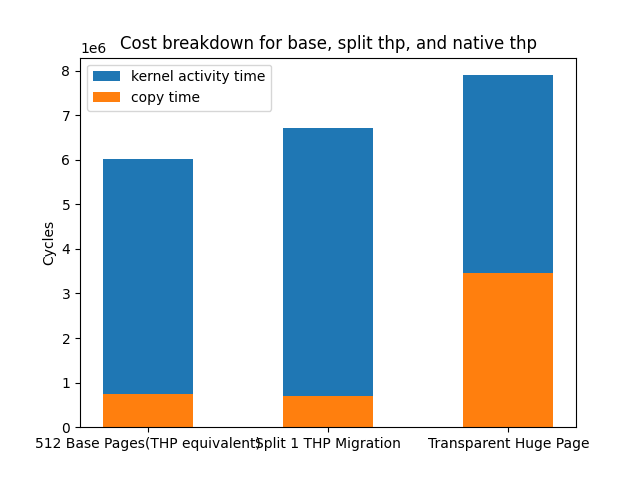 Cost breakdown for base, split thp, and native thp
1e6
kernel activity time
copy time
8
7
6
5
4
3
2
1
0
Cycles
512 Base Pages(THP equivalent)
Split 1 THP Migration
Transparent Huge Page